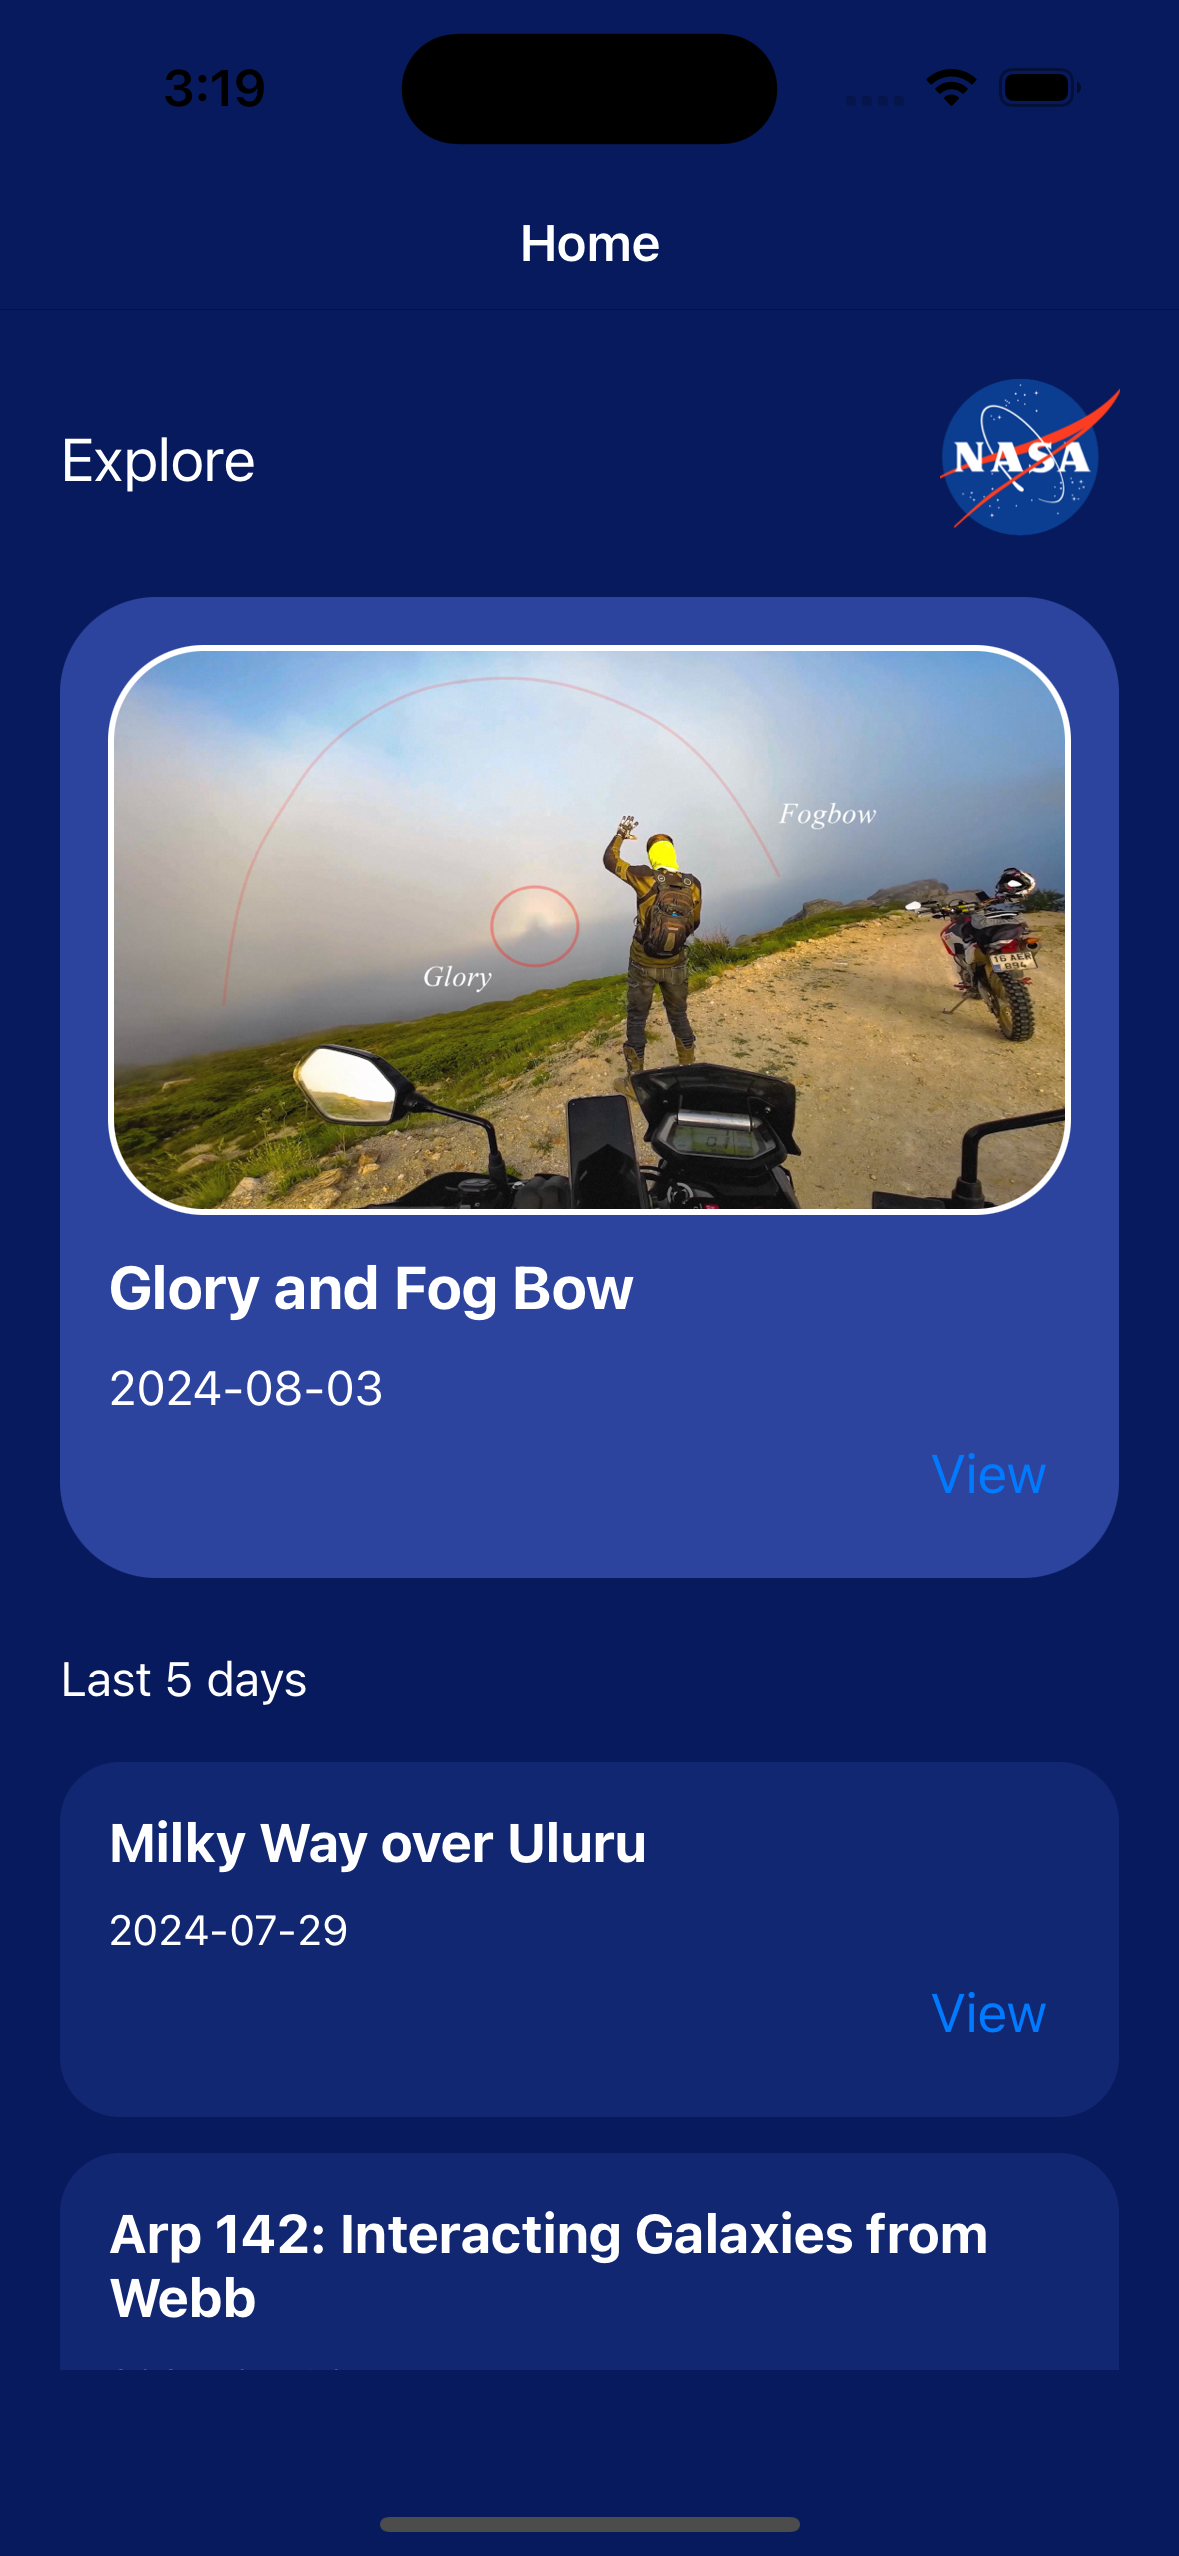 3:19
Home
Explore
NASA
Fogbow
Glory
16 AER
894
Glory and Fog Bow
2024-08-03
View
Last 5 days
Milky Way over Uluru
2024-07-29
View
Arp 142: Interacting Galaxies from
Webb